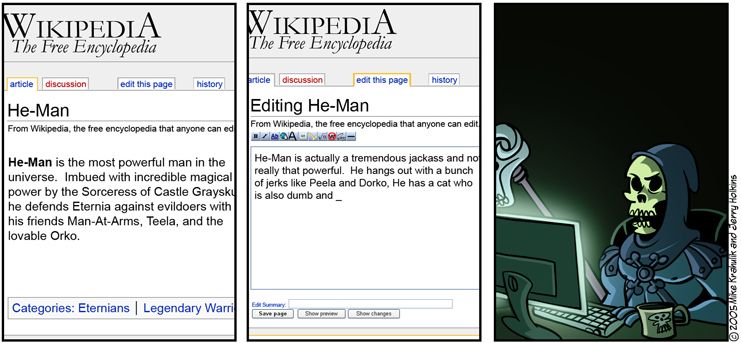 WIKIPEDIA
The Free Encyclopedia
article
discussion
edit this page
history
He-Man
From Wikipedia, the free encyclopedia that anyone can edi
He-Man is the most powerful man in the
universe. Imbued with incredible magical
power by the Sorceress of Castle Graysku
he defends Eternia against evildoers with
his friends Man-At-Arms, Teela, and the
lovable Orko.
Categories: Eternians | Legendary Warri
WIKIPEDIA
The Free Encyclopedia
article
discussion
edit this page
history
Editing He-Man
From Wikipedia, the free encyclopedia that anyone can edit.
He-Man is actually a tremendous jackass and not
really that powerful. He hangs out with a bunch
of jerks like Peela and Dorko, He has a cat who
is also dumb and _
Edit Summary:
Save page
Show preview
Show changes
©2005 Mike Krahulik and Jerry Holkins